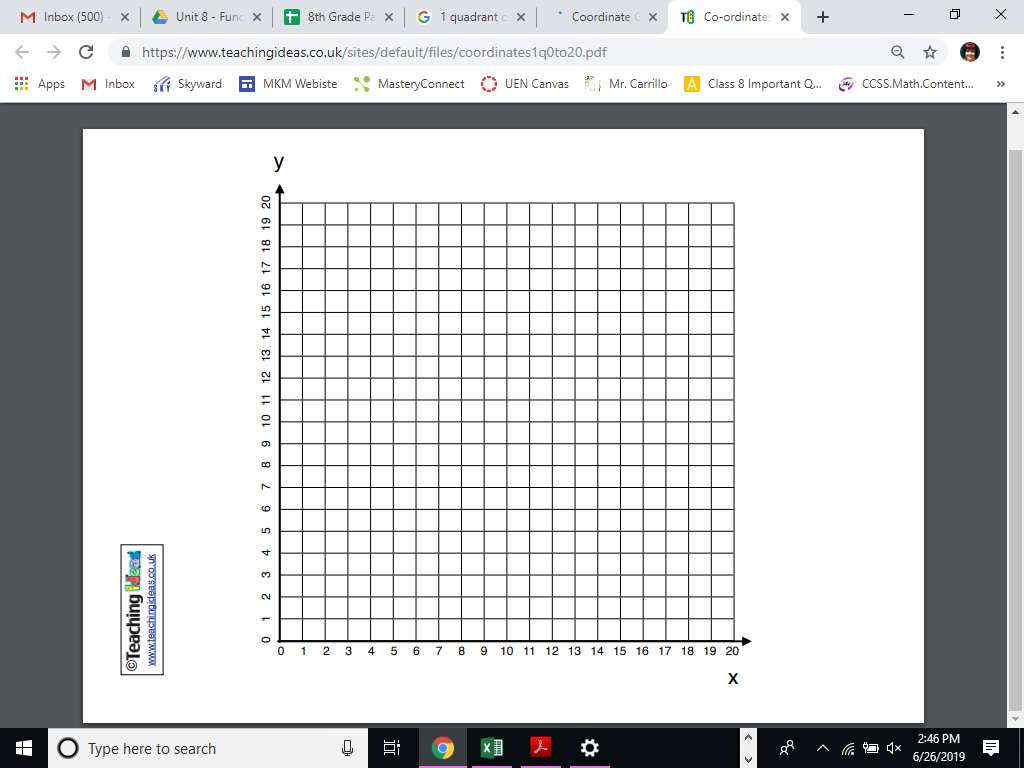 Inbox (500) -
Unit 8 - Func
8th Grade Pa
1 quadrant c
Coordinate G
Co-ordinates
https://www.teachingideas.co.uk/sites/default/files/coordinates1q0to20.pdf
Apps
Inbox
Skyward
MKM Webiste
MasteryConnect
UEN Canvas
Mr. Carrillo
Class 8 Important Q...
CCSS.Math.Content...
»
y
20
19
18
17
16
15
14
13
12
11
10
9
8
7
6
5
4
3
2
1
0
0 1 2 3 4 5 6 7 8 9 10 11 12 13 14 15 16 17 18 19 20
x
©Teaching Ideas
www.teachingideas.co.uk
Type here to search
2:46 PM
6/26/2019